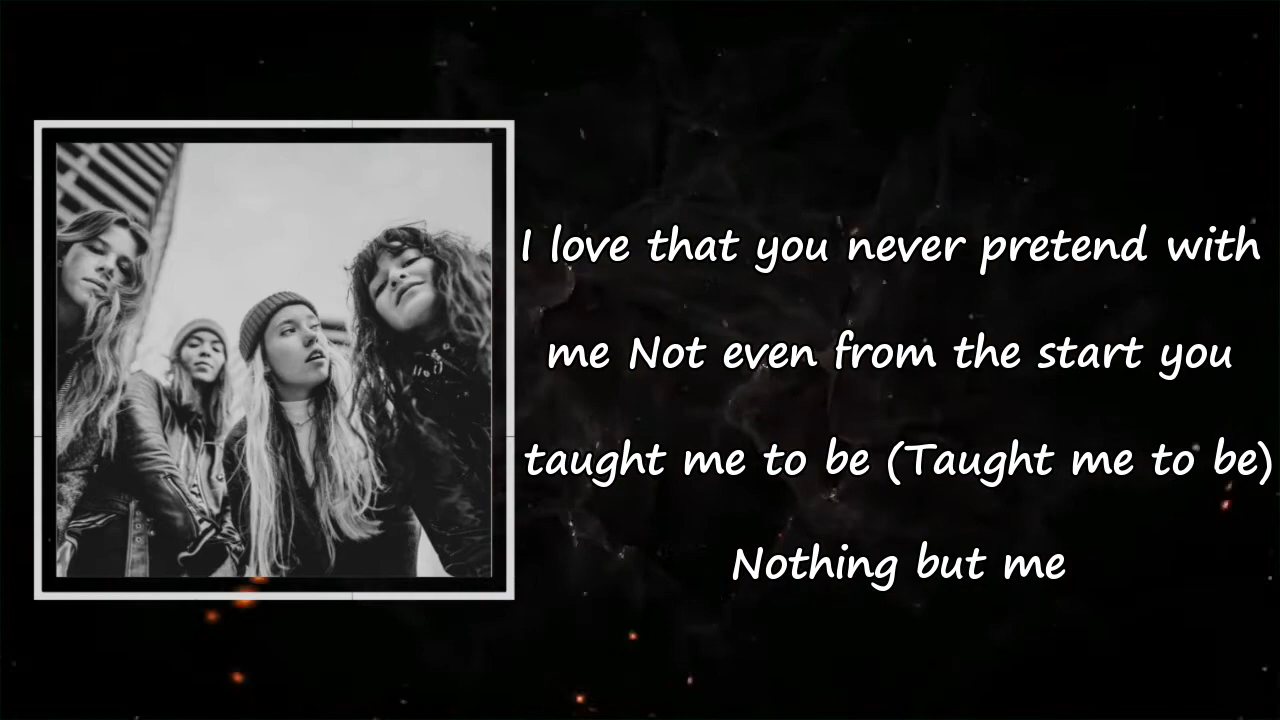 I love that you never pretend with
me Not even from the start you
taught me to be (Taught me to be)
Nothing but me